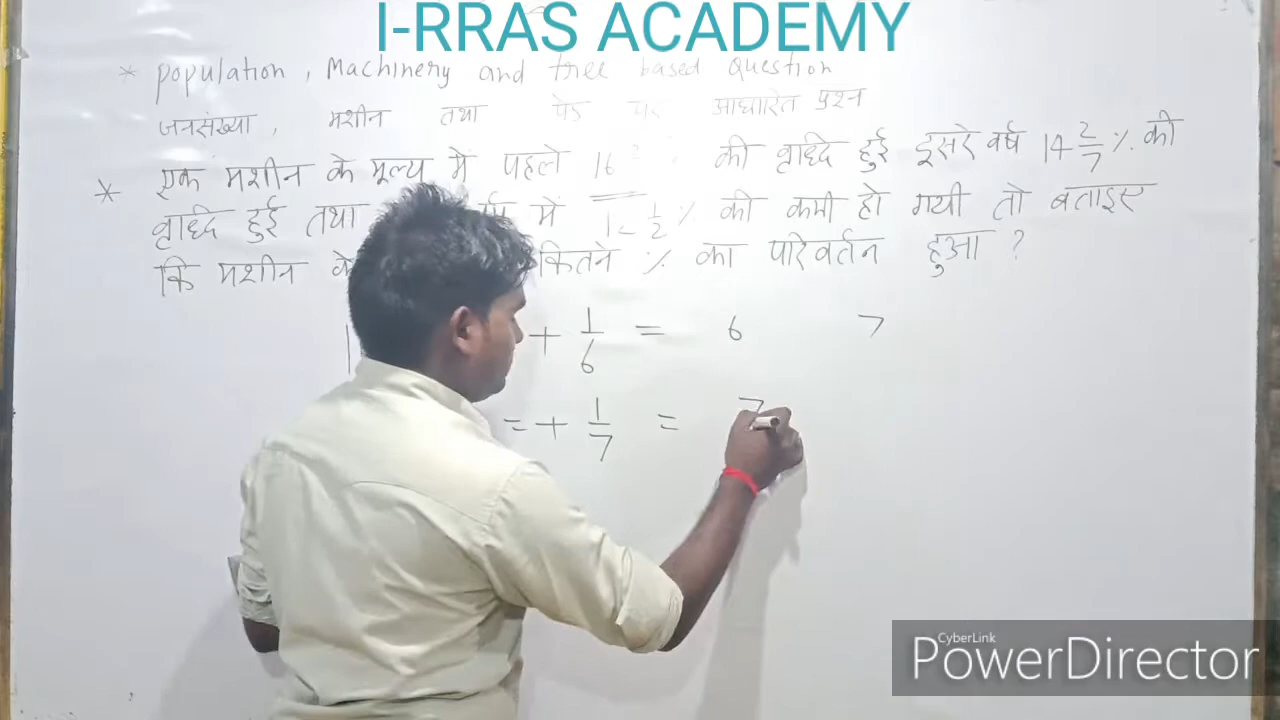 I-RRAS ACADEMY
* Population, Machinery and tree based Question
जनसंख्या, मशीन तथा पेड पर आधारित प्रश्न
* एक मशीन के मूल्य में पहले 16 की वृद्धि हुई दूसरे वर्ष 14 2/7 % की
वृद्धि हुई तथा में 12 1/2 % की कमी हो गयी तो बताइए
कि मशीन के कितने % का परिवर्तन हुआ ?
+ 1/6 = 6 7
= + 1/7 = 7
CyberLink
PowerDirector